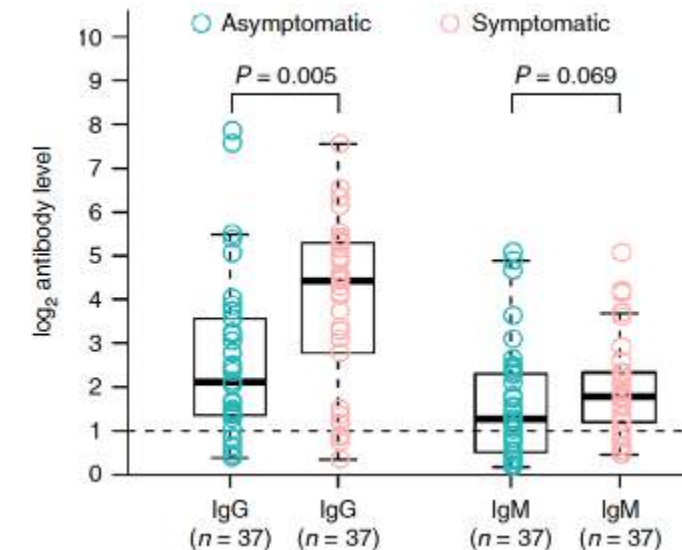 Asymptomatic Symptomatic
P = 0.005 P = 0.069
log₂ antibody level
10
9
8
7
6
5
4
3
2
1
0
IgG IgG IgM IgM
(n = 37) (n = 37) (n = 37) (n = 37)